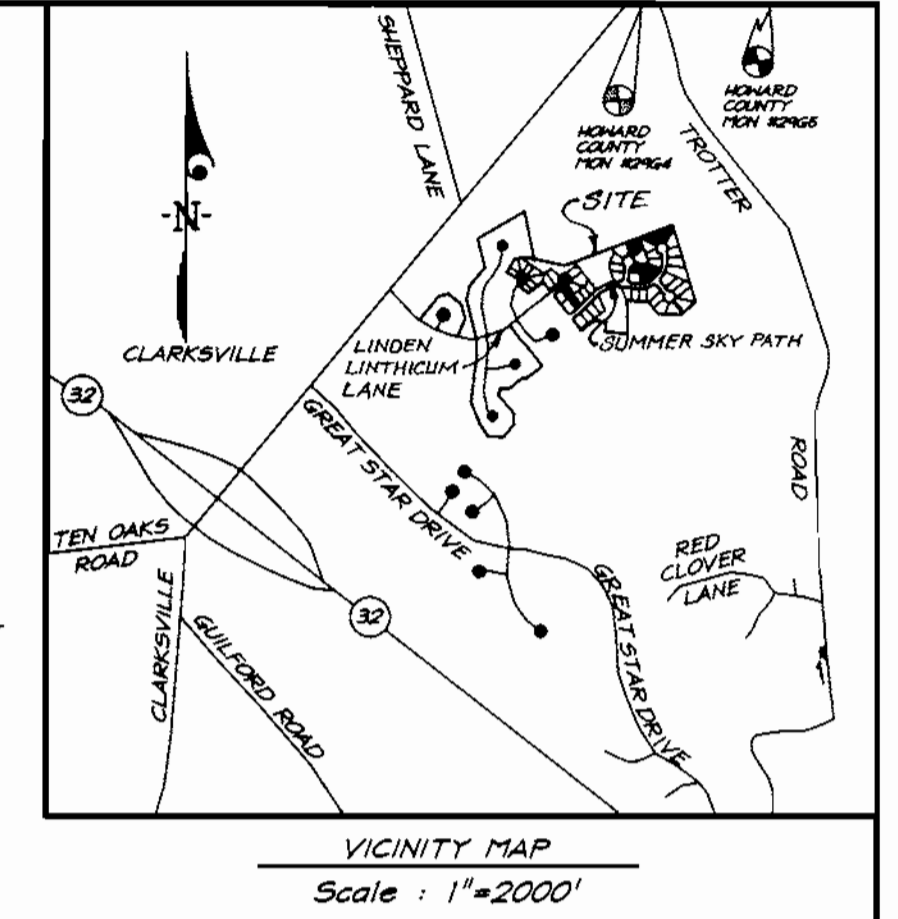 SHEPPARD LANE
HOWARD
COUNTY
MON #29G4
HOWARD
COUNTY
MON #29G5
TROTTER
SITE
-N-
CLARKSVILLE
LINDEN
LINTHICUM
LANE
SUMMER SKY PATH
32
GREAT STAR DRIVE
ROAD
TEN OAKS
ROAD
RED
CLOVER
LANE
CLARKSVILLE
GUILFORD ROAD
32
GREAT STAR DRIVE
VICINITY MAP
Scale : 1"=2000'